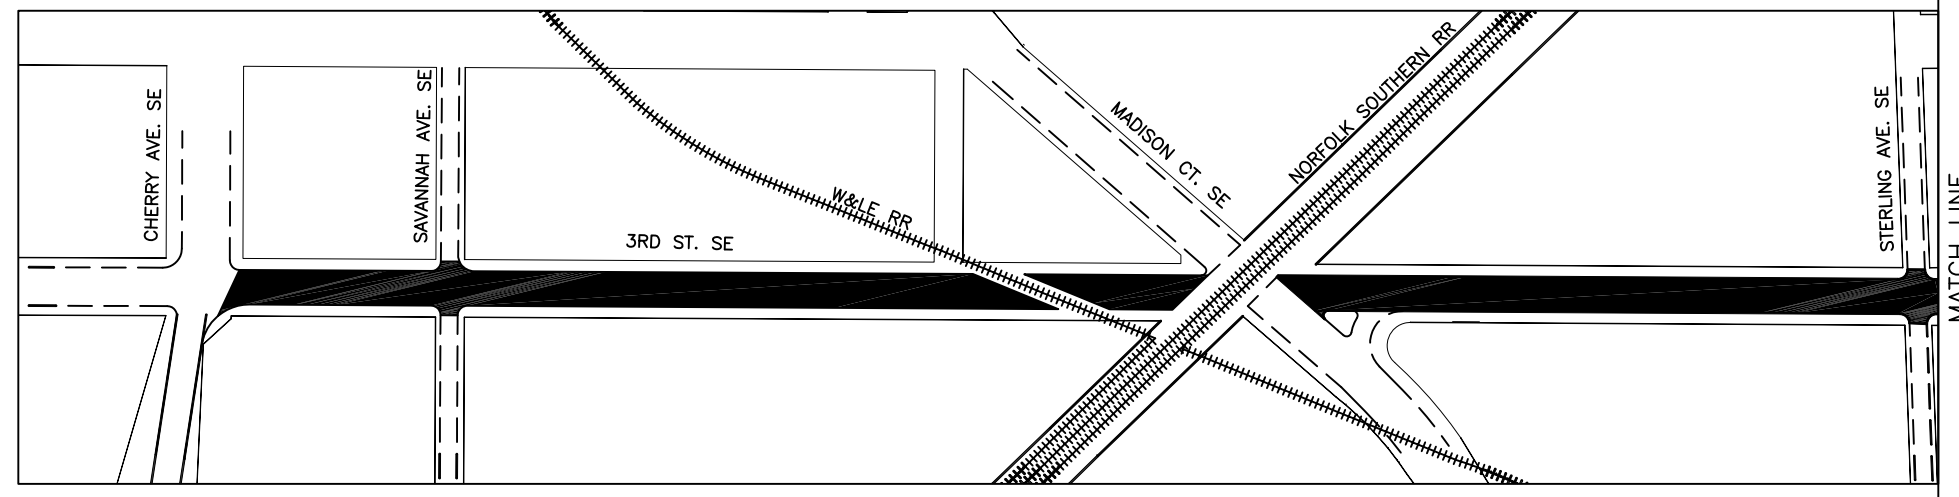 CHERRY AVE. SE
SAVANNAH AVE. SE
W&LE RR
3RD ST. SE
MADISON CT. SE
NORFOLK SOUTHERN RR
STERLING AVE. SE
MATCH LINE